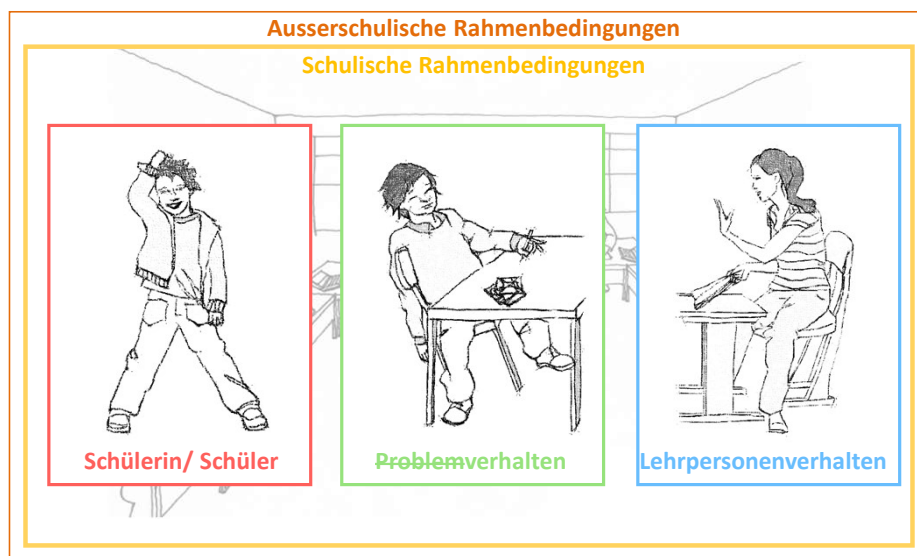 Ausserschulische Rahmenbedingungen
Schulische Rahmenbedingungen
Schülerin/ Schüler
Problemverhalten
Lehrpersonenverhalten